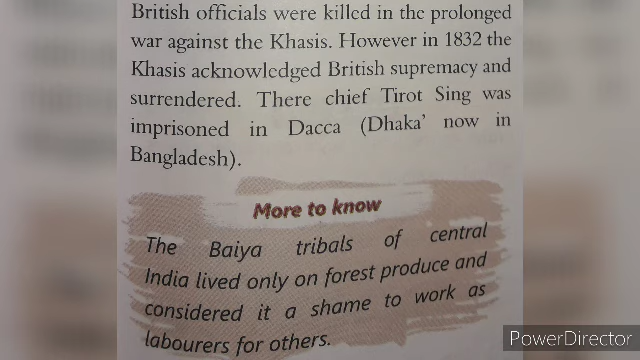 British officials were killed in the prolonged
war against the Khasis. However in 1832 the
Khasis acknowledged British supremacy and
surrendered. There chief Tirot Sing was
imprisoned in Dacca (Dhaka' now in
Bangladesh).
More to know
The Baiya tribals of central
India lived only on forest produce and
considered it a shame to work as
labourers for others.
PowerDirector